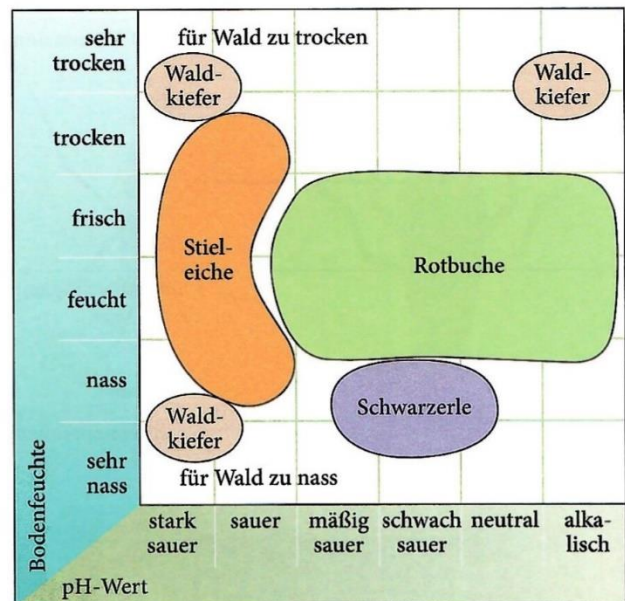 sehr
trocken
für Wald zu trocken
Wald-
kiefer
Wald-
kiefer
trocken
frisch
Stiel-
eiche
Rotbuche
feucht
nass
Schwarzerle
Wald-
kiefer
sehr
nass
für Wald zu nass
Bodenfeuchte
stark
sauer
sauer
mäßig
sauer
schwach
sauer
neutral
alka-
lisch
pH-Wert